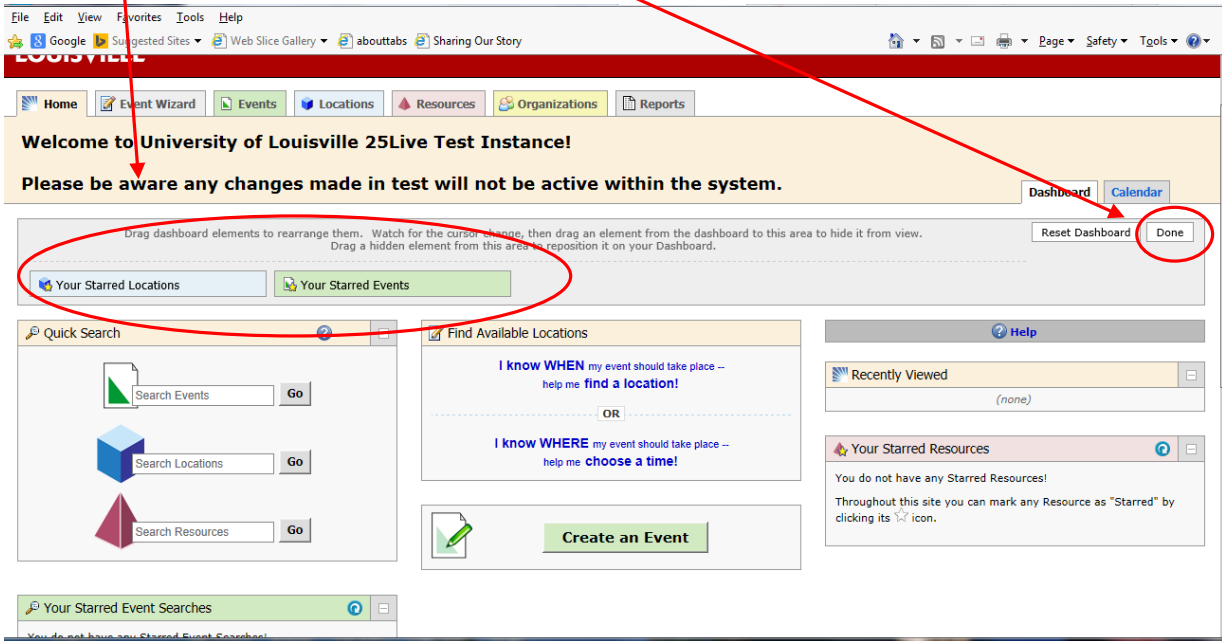 File Edit View Favorites Tools Help
Google Suggested Sites Web Slice Gallery abouttabs Sharing Our Story Page Safety Tools
LOUISVILLE
Home Event Wizard Events Locations Resources Organizations Reports
Welcome to University of Louisville 25Live Test Instance!
Please be aware any changes made in test will not be active within the system.
Dashboard Calendar
Drag dashboard elements to rearrange them. Watch for the cursor change, then drag an element from the dashboard to this area to hide it from view.
Drag a hidden element from this area to reposition it on your Dashboard.
Reset Dashboard Done
Your Starred Locations Your Starred Events
Quick Search
Search Events Go
Search Locations Go
Search Resources Go
Your Starred Event Searches
You do not have any Starred Event Searches!
Find Available Locations
I know WHEN my event should take place --
help me find a location!
OR
I know WHERE my event should take place --
help me choose a time!
Create an Event
Help
Recently Viewed
(none)
Your Starred Resources
You do not have any Starred Resources!
Throughout this site you can mark any Resource as "Starred" by
clicking its icon.